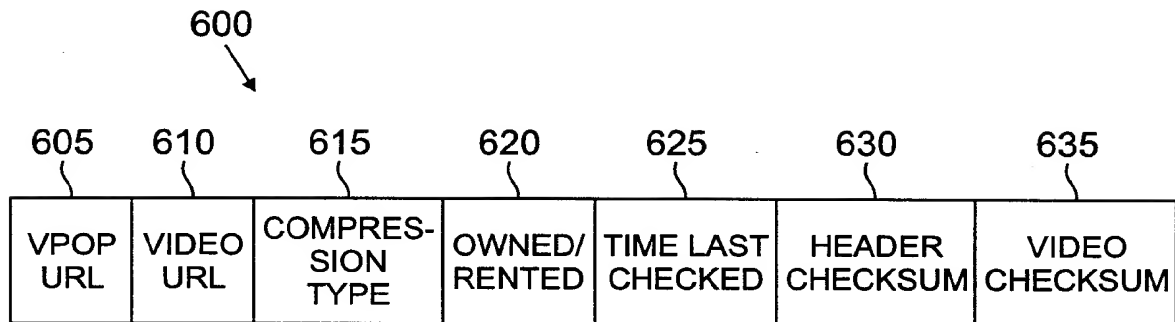 600
605 610 615 620 625 630 635
VPOP URL
VIDEO URL
COMPRES-
SION
TYPE
OWNED/
RENTED
TIME LAST
CHECKED
HEADER
CHECKSUM
VIDEO
CHECKSUM